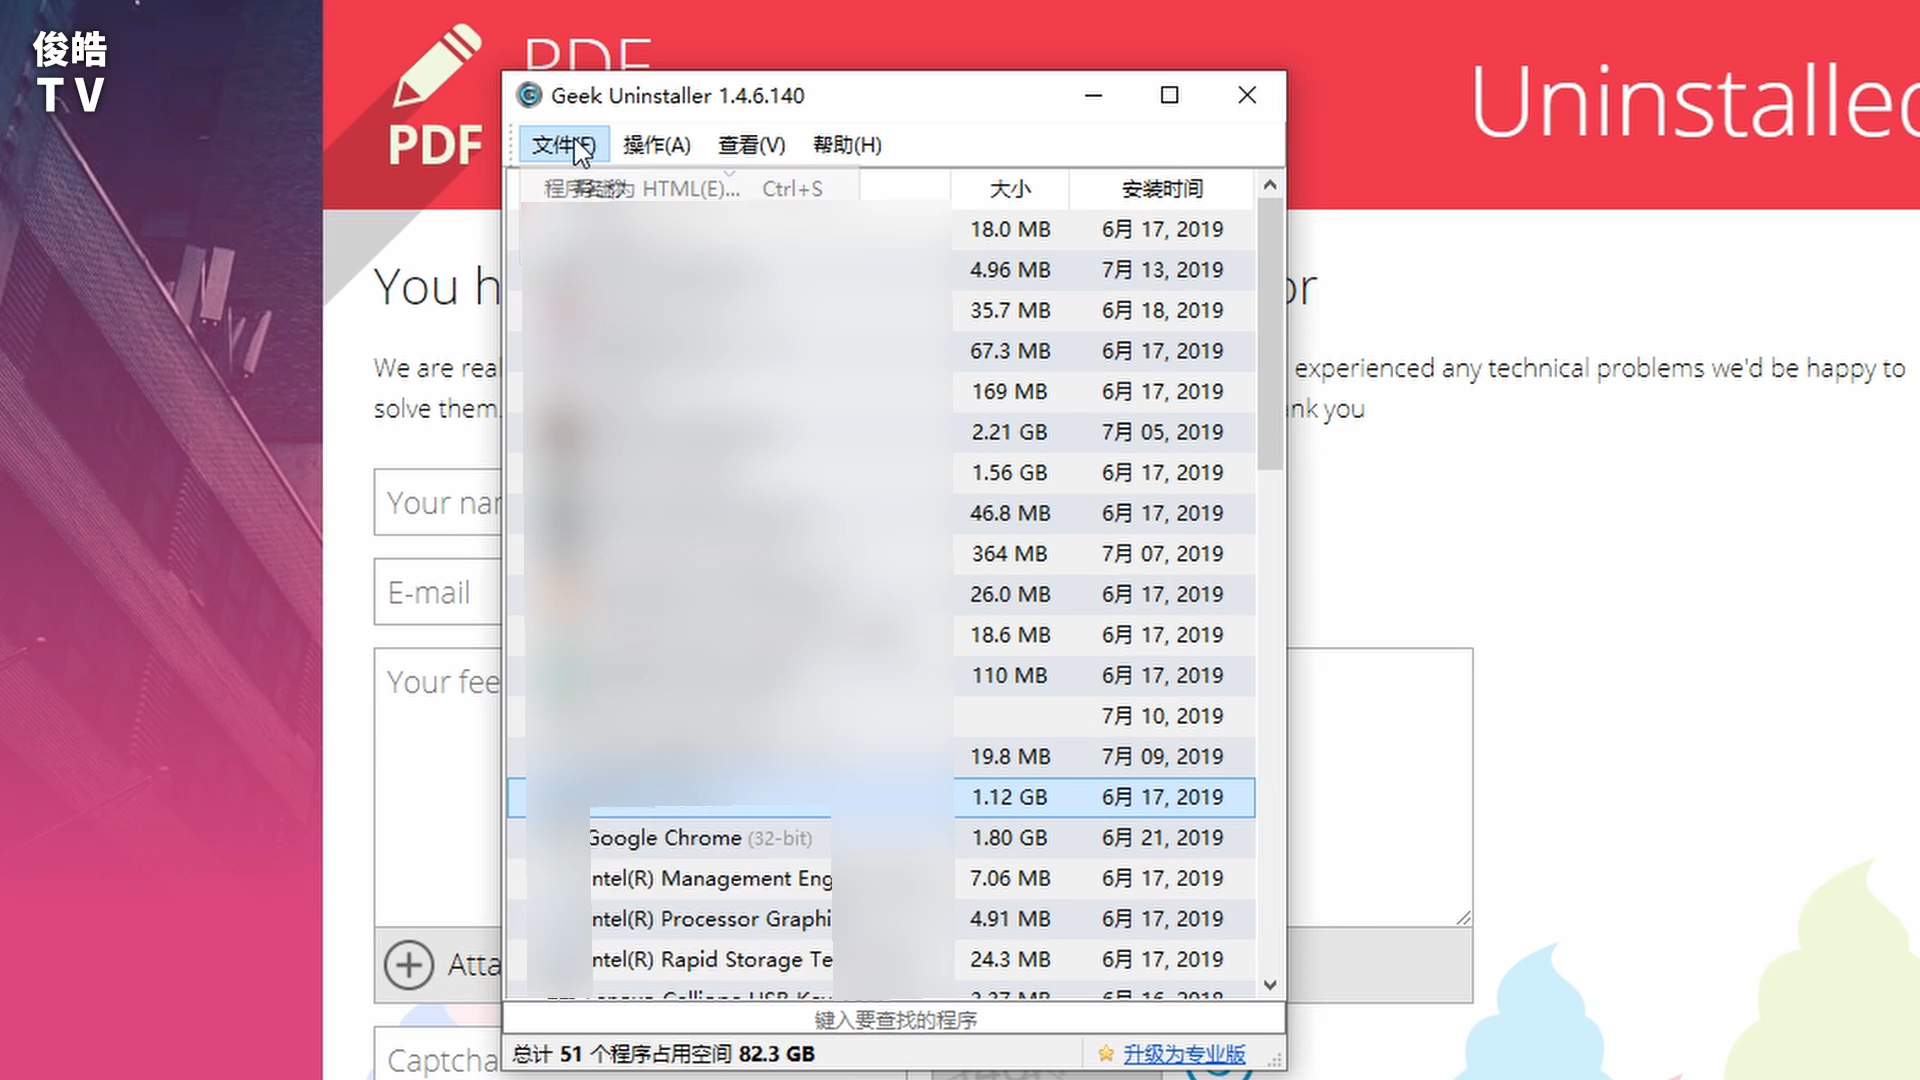 俊皓
TV
PDF
PDF
Uninstalled
Geek Uninstaller 1.4.6.140
文件(F) 操作(A) 查看(V) 帮助(H)
HTML(E)... Ctrl+S 大小 安装时间
18.0 MB 6月 17, 2019
4.96 MB 7月 13, 2019
35.7 MB 6月 18, 2019
67.3 MB 6月 17, 2019
169 MB 6月 17, 2019
2.21 GB 7月 05, 2019
1.56 GB 6月 17, 2019
46.8 MB 6月 17, 2019
364 MB 7月 07, 2019
26.0 MB 6月 17, 2019
18.6 MB 6月 17, 2019
110 MB 6月 17, 2019
7月 10, 2019
19.8 MB 7月 09, 2019
1.12 GB 6月 17, 2019
Google Chrome (32-bit) 1.80 GB 6月 21, 2019
ntel(R) Management Eng 7.06 MB 6月 17, 2019
ntel(R) Processor Graphi 4.91 MB 6月 17, 2019
ntel(R) Rapid Storage Te 24.3 MB 6月 17, 2019
键入要查找的程序
总计 51 个程序占用空间 82.3 GB 升级为专业版
You h or
We are rea experienced any technical problems we'd be happy to
solve them. ank you
Your nar
E-mail
Your fee
Atta
Captcha